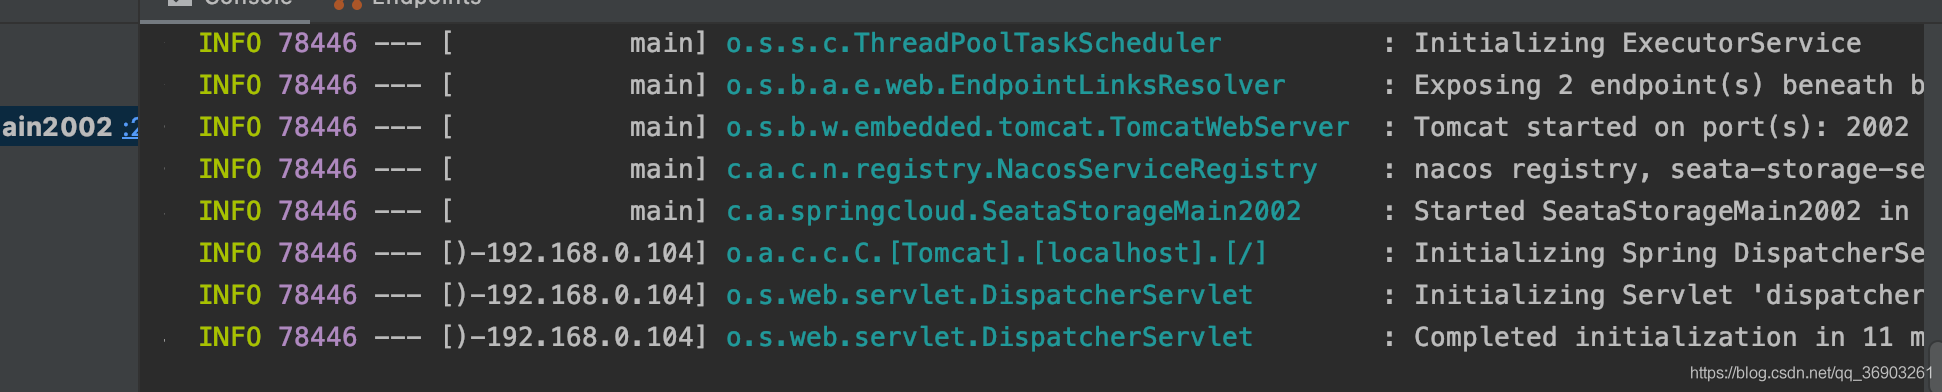 Console Endpoints
INFO 78446 --- [           main] o.s.s.c.ThreadPoolTaskScheduler          : Initializing ExecutorService
INFO 78446 --- [           main] o.s.b.a.e.web.EndpointLinksResolver      : Exposing 2 endpoint(s) beneath b
ain2002 :2
INFO 78446 --- [           main] o.s.b.w.embedded.tomcat.TomcatWebServer  : Tomcat started on port(s): 2002
INFO 78446 --- [           main] c.a.c.n.registry.NacosServiceRegistry    : nacos registry, seata-storage-se
INFO 78446 --- [           main] c.a.springcloud.SeataStorageMain2002     : Started SeataStorageMain2002 in
INFO 78446 --- [)-192.168.0.104] o.a.c.c.C.[Tomcat].[localhost].[/]       : Initializing Spring DispatcherSe
INFO 78446 --- [)-192.168.0.104] o.s.web.servlet.DispatcherServlet        : Initializing Servlet 'dispatcher
INFO 78446 --- [)-192.168.0.104] o.s.web.servlet.DispatcherServlet        : Completed initialization in 11 m
https://blog.csdn.net/qq_36903261